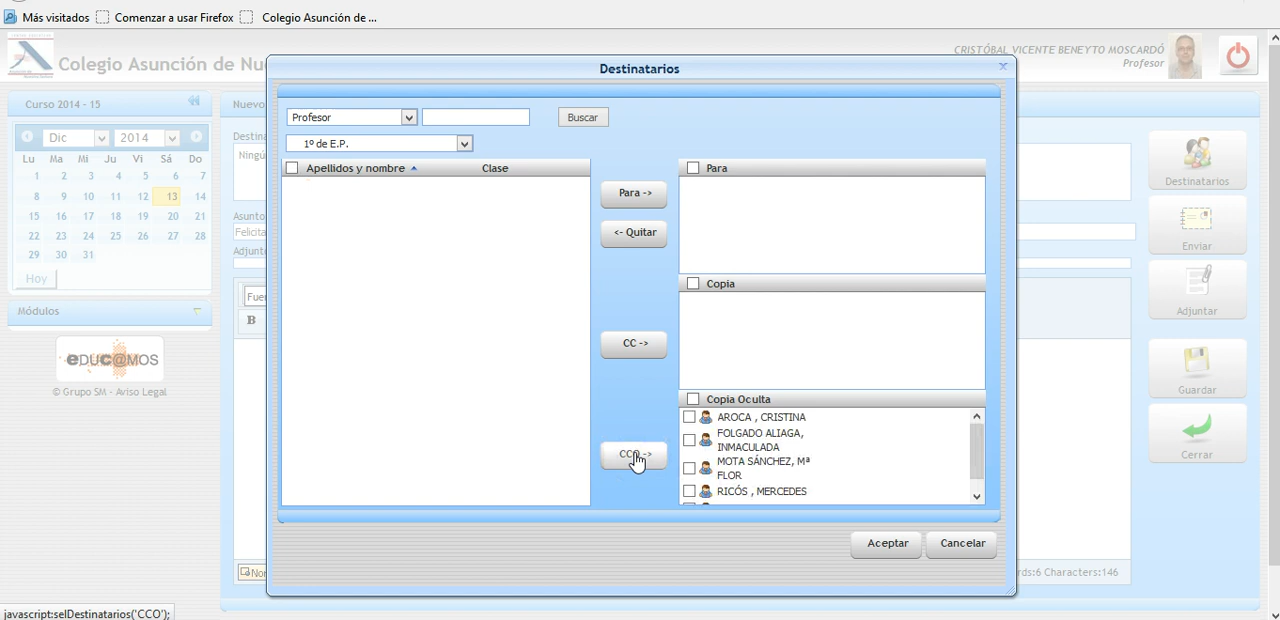 Más visitados Comenzar a usar Firefox Colegio Asunción de ...
Colegio Asunción de Nu
CRISTÓBAL VICENTE BENEYTO MOSCARDÓ
Profesor
Curso 2014 - 15
Dic 2014
Lu Ma Mi Ju Vi Sá Do
1 2 3 4 5 6 7
8 9 10 11 12 13 14
15 16 17 18 19 20 21
22 23 24 25 26 27 28
29 30 31
Hoy
Módulos
eDUC@MOS
© Grupo SM - Aviso Legal
Nuevo
Destina
Ningú
Asunto
Felicita
Adjunt
Fuen
B
Nor
rds:6 Characters:146
Destinatarios
Profesor Buscar
1º de E.P.
Apellidos y nombre Clase
Para ->
<- Quitar
CC ->
CCO ->
Para
Copia
Copia Oculta
AROCA , CRISTINA
FOLGADO ALIAGA,
INMACULADA
MOTA SÁNCHEZ, Mª
FLOR
RICÓS , MERCEDES
Aceptar Cancelar
Destinatarios
Enviar
Adjuntar
Guardar
Cerrar
javascript:selDestinatarios('CCO');